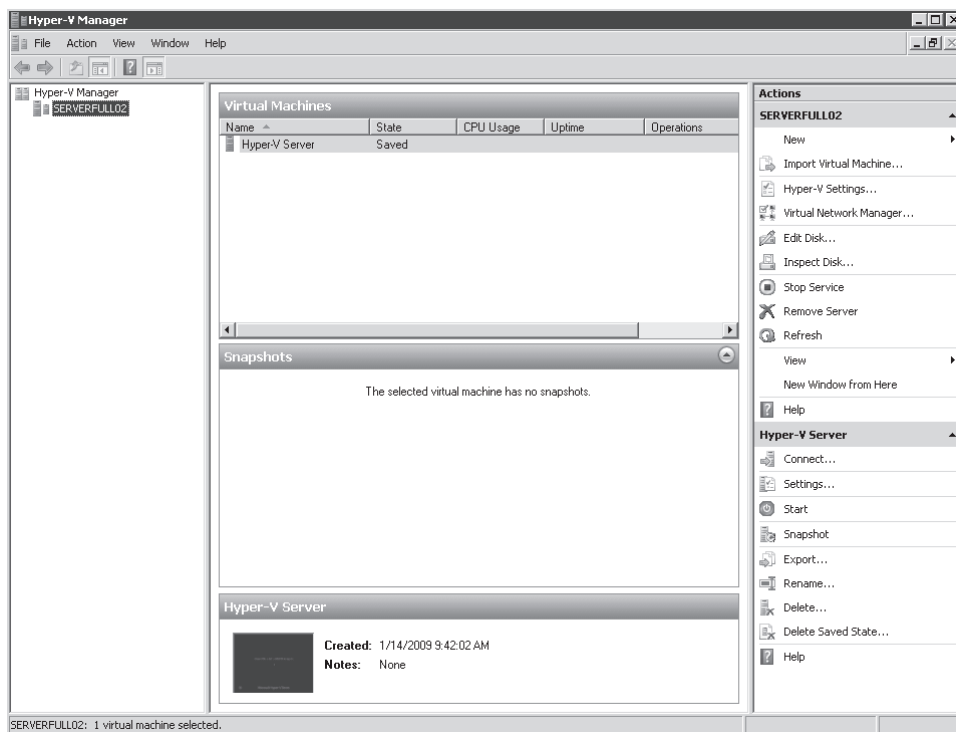 Hyper-V Manager
File Action View Window Help
Hyper-V Manager
SERVERFULL02
Virtual Machines
Name State CPU Usage Uptime Operations
Hyper-V Server Saved
Snapshots
The selected virtual machine has no snapshots.
Hyper-V Server
Created: 1/14/2009 9:42:02 AM
Notes: None
Actions
SERVERFULL02
New
Import Virtual Machine...
Hyper-V Settings...
Virtual Network Manager...
Edit Disk...
Inspect Disk...
Stop Service
Remove Server
Refresh
View
New Window from Here
Help
Hyper-V Server
Connect...
Settings...
Start
Snapshot
Export...
Rename...
Delete...
Delete Saved State...
Help
SERVERFULL02: 1 virtual machine selected.